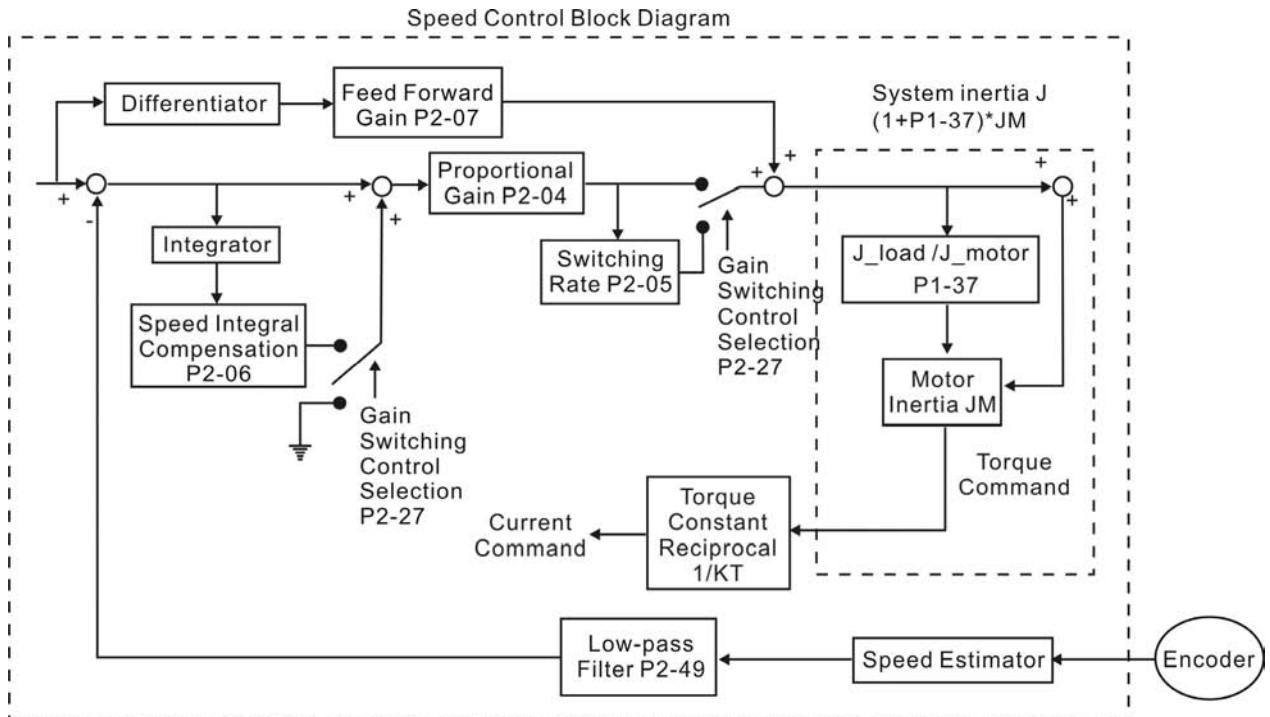 Speed Control Block Diagram
Differentiator
Feed Forward
Gain P2-07
System inertia J
(1+P1-37)*JM
+
+
+
+
+
+
-
+
+
Proportional
Gain P2-04
Integrator
Switching
Rate P2-05
Gain
Switching
Control
Selection
P2-27
J_load /J_motor
P1-37
Speed Integral
Compensation
P2-06
Motor
Inertia JM
Gain
Switching
Control
Selection
P2-27
Torque
Command
Current
Command
Torque
Constant
Reciprocal
1/KT
Low-pass
Filter P2-49
Speed Estimator
Encoder